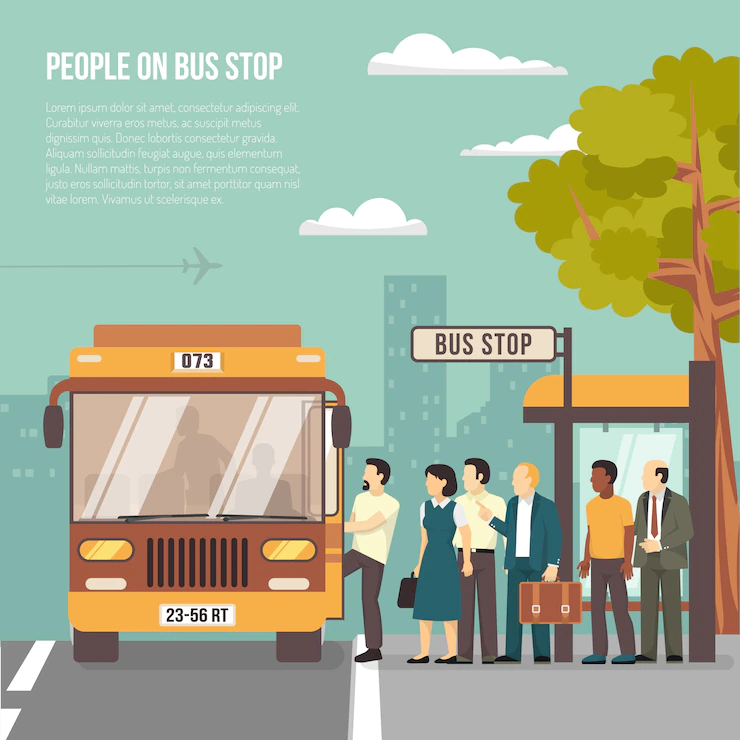 PEOPLE ON BUS STOP
Lorem ipsum dolor sit amet, consectetur adipiscing elit.
Curabitur viverra ornare metus, ac suscipit metus
dignissim quis. Donec lobortis consectetur gravida.
Aliquam sollicitudin feugiat augue, quis elementum
ligula. Nullam mattis, turpis non fermentum consequat,
justo eros sollicitudin tortor, sit amet porttitor quam nisl
vitae lorem. Vivamus ut scelerisque ex.
BUS STOP
073
23-56 RT